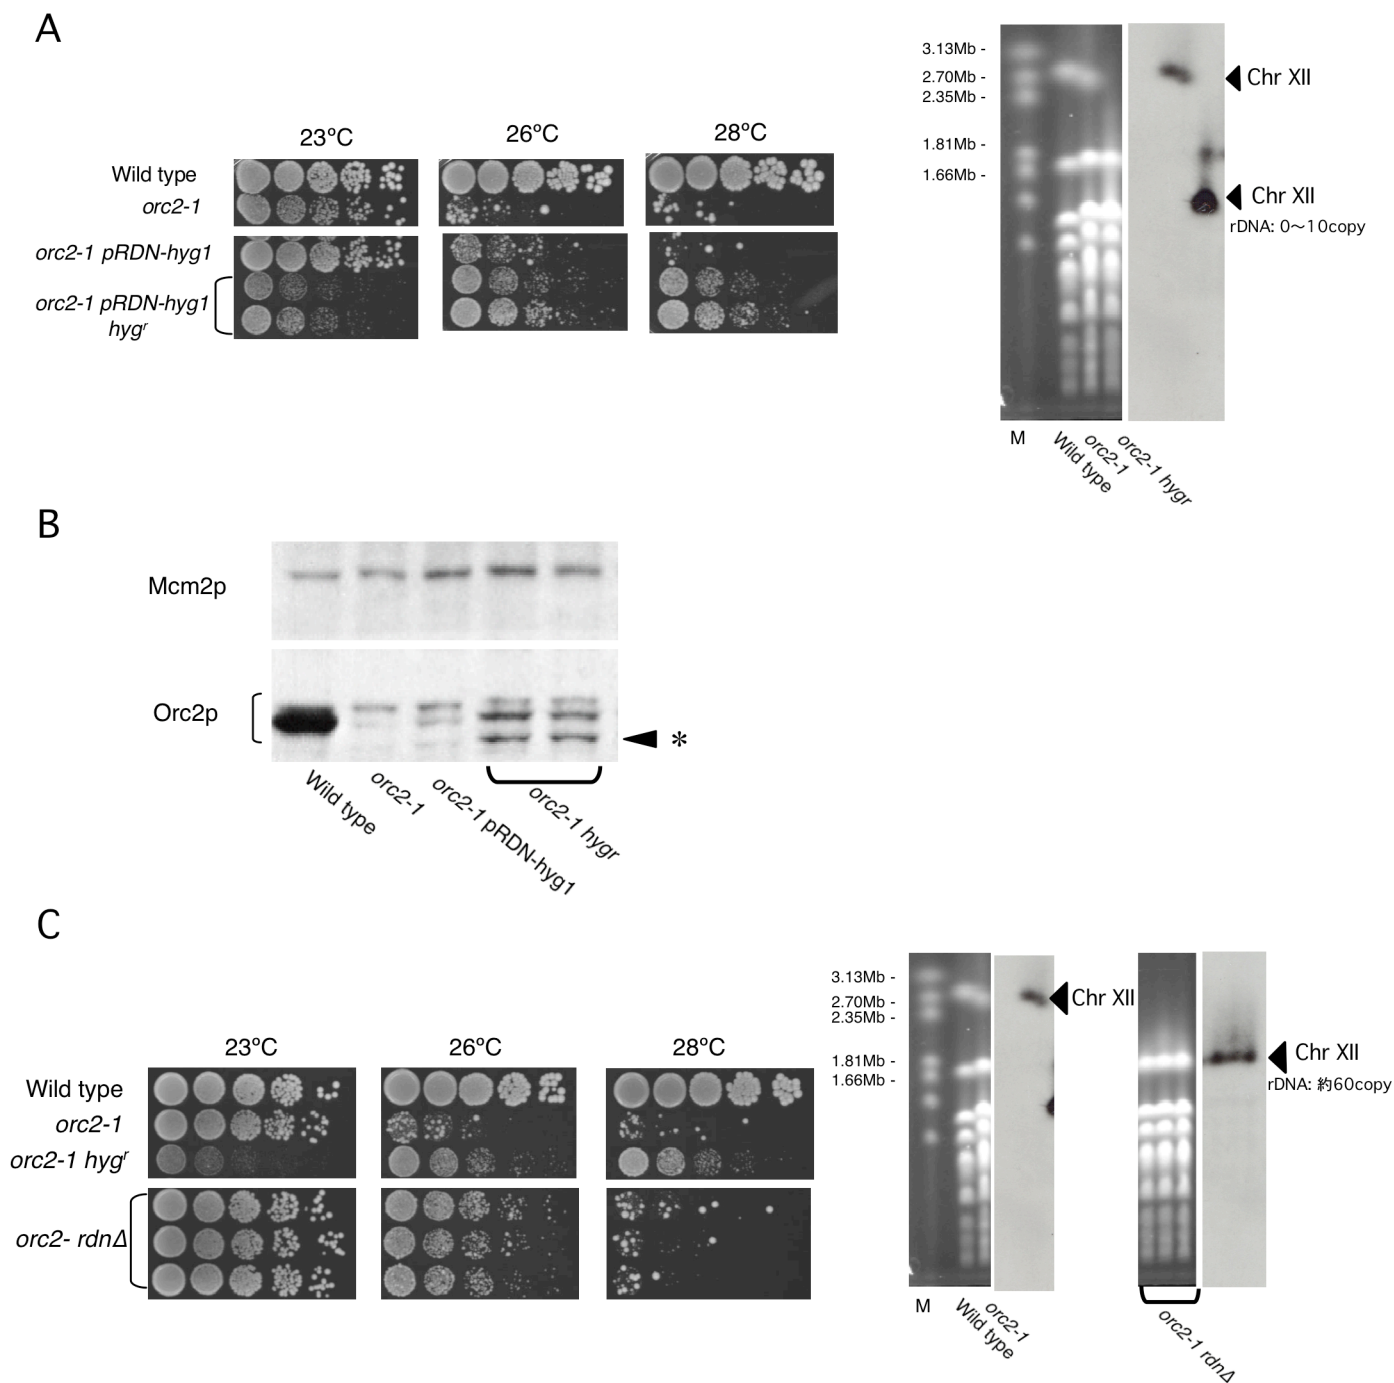 A
23°C
26°C
28°C
Wild type
orc2-1
orc2-1 pRDN-hyg1
orc2-1 pRDN-hyg1
hygʳ
3.13Mb -
2.70Mb -
2.35Mb -
1.81Mb -
1.66Mb -
Chr XII
Chr XII
rDNA: 0〜10copy
M
Wild type
orc2-1
orc2-1 hygr
B
Mcm2p
Orc2p
*
Wild type
orc2-1
orc2-1 pRDN-hyg1
orc2-1 hygr
C
23°C
26°C
28°C
Wild type
orc2-1
orc2-1 hygʳ
orc2- rdnΔ
3.13Mb -
2.70Mb -
2.35Mb -
1.81Mb -
1.66Mb -
Chr XII
Chr XII
rDNA: 約60copy
M
Wild type
orc2-1
orc2-1 rdnΔ